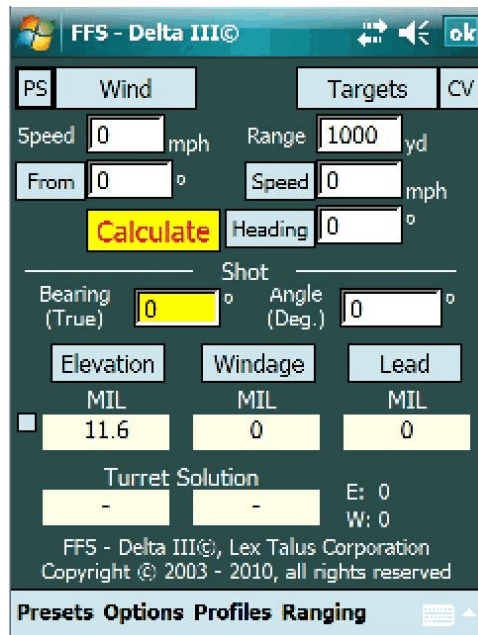 FFS - Delta III© ok
PS Wind Targets CV
Speed 0 mph Range 1000 yd
From 0 ° Speed 0 mph
Calculate Heading 0 °
Shot
Bearing (True) 0 ° Angle (Deg.) 0 °
Elevation Windage Lead
MIL MIL MIL
11.6 0 0
Turret Solution
- - E: 0
W: 0
FFS - Delta III©, Lex Talus Corporation
Copyright © 2003 - 2010, all rights reserved
Presets Options Profiles Ranging